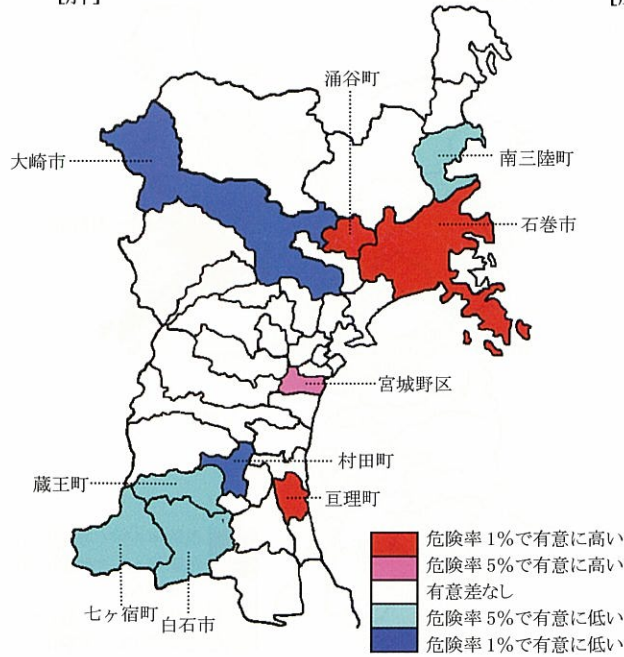 涌谷町
大崎市
南三陸町
石巻市
宮城野区
村田町
蔵王町
亘理町
七ヶ宿町
白石市
危険率1%で有意に高い
危険率5%で有意に高い
有意差なし
危険率5%で有意に低い
危険率1%で有意に低い